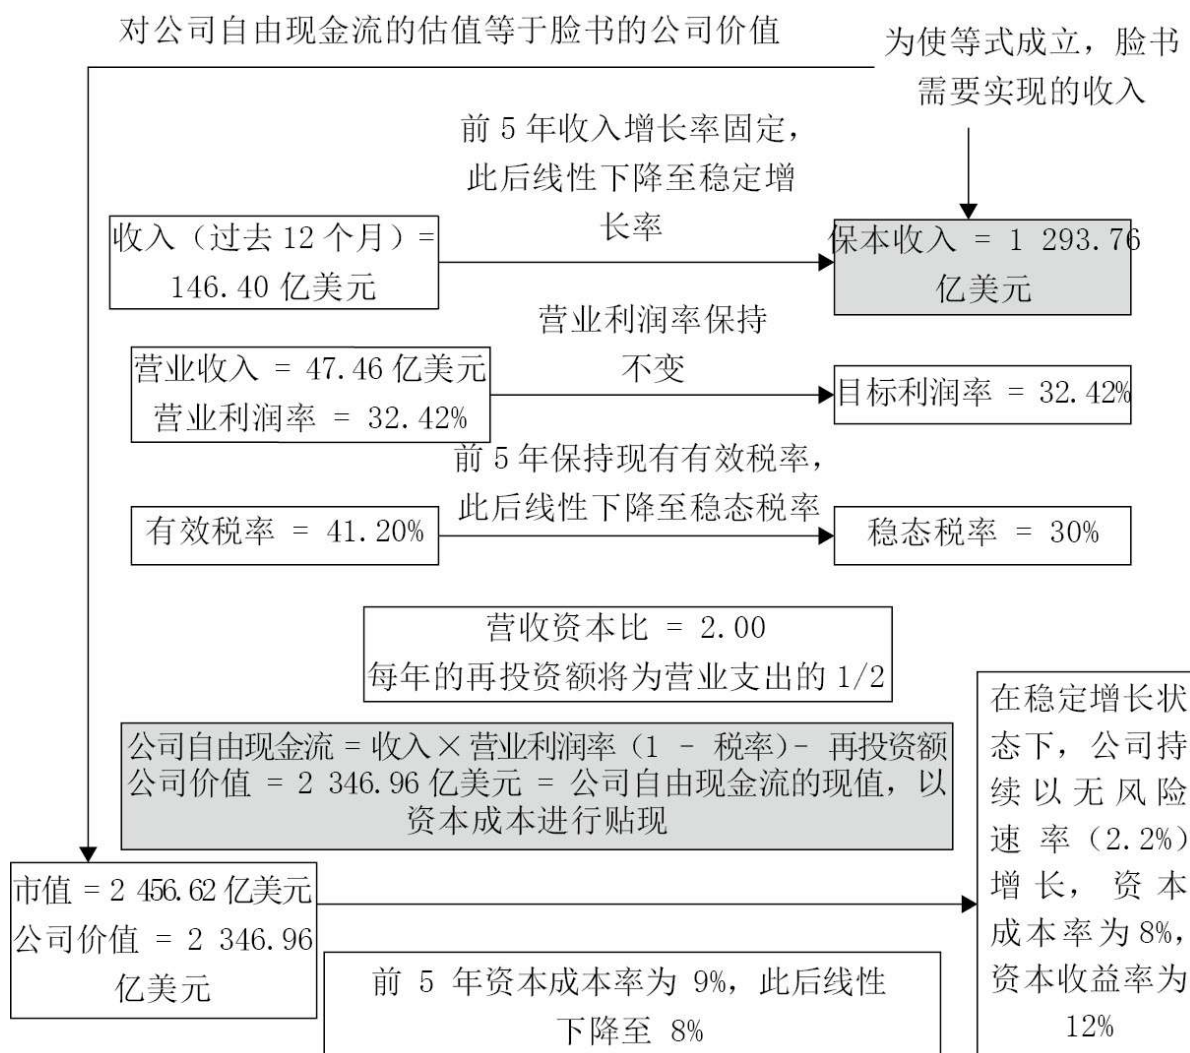 对公司自由现金流的估值等于脸书的公司价值
为使等式成立，脸书
需要实现的收入
前 5 年收入增长率固定，
此后线性下降至稳定增
长率
收入（过去 12 个月）=
146.40 亿美元
保本收入 = 1 293.76
亿美元
营业利润率保持
不变
营业收入 = 47.46 亿美元
营业利润率 = 32.42%
目标利润率 = 32.42%
前 5 年保持现有有效税率，
此后线性下降至稳态税率
有效税率 = 41.20%
稳态税率 = 30%
营收资本比 = 2.00
每年的再投资额将为营业支出的 1/2
公司自由现金流 = 收入 × 营业利润率（1 - 税率）- 再投资额
公司价值 = 2 346.96 亿美元 = 公司自由现金流的现值，以
资本成本进行贴现
在稳定增长状
态下，公司持
续以无风险
速率（2.2%）
增长，资本
成本率为 8%，
资本收益率为
12%
市值 = 2 456.62 亿美元
公司价值 = 2 346.96
亿美元
前 5 年资本成本率为 9%，此后线性
下降至 8%